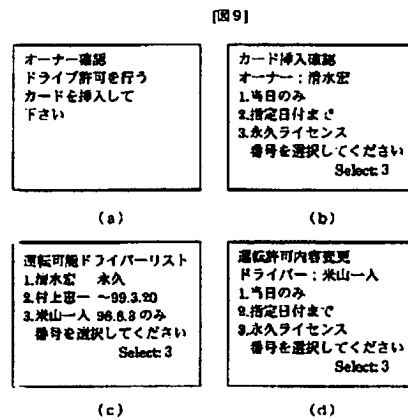 [図9]
オーナー確認
ドライブ許可を行う
カードを挿入して
下さい
(a)
カード挿入確認
オーナー：清水宏
1.当日のみ
2.指定日付まで
3.永久ライセンス
番号を選択してください
Select: 3
(b)
運転可能ドライバーリスト
1.清水宏 永久
2.村上 一 ～99.3.20
3.米山一人 98.8.8 のみ
番号を選択してください
Select: 3
(c)
運転許可内容変更
ドライバー：米山一人
1.当日のみ
2.指定日付まで
3.永久ライセンス
番号を選択してください
Select: 3
(d)